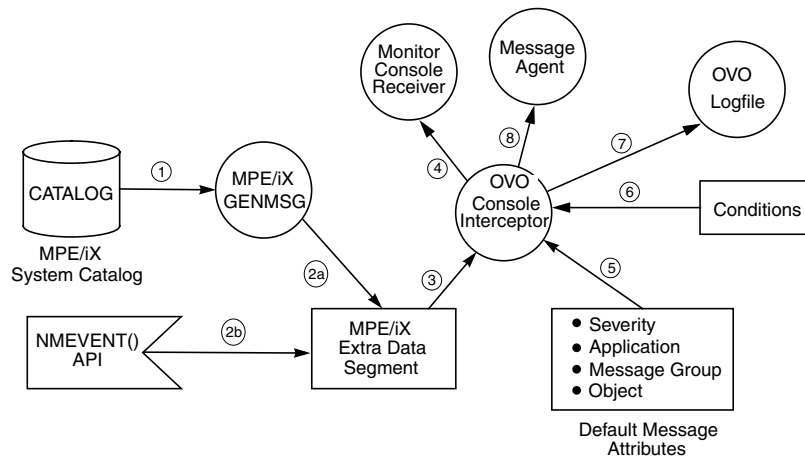 Monitor
Console
Receiver
Message
Agent
OVO
Logfile
④
⑧
⑦
①
CATALOG
MPE/iX
GENMSG
OVO
Console
Interceptor
⑥
Conditions
MPE/iX
System Catalog
2a
③
⑤
2b
NMEVENT()
API
MPE/iX
Extra Data
Segment
● Severity
● Application
● Message Group
● Object
Default Message
Attributes